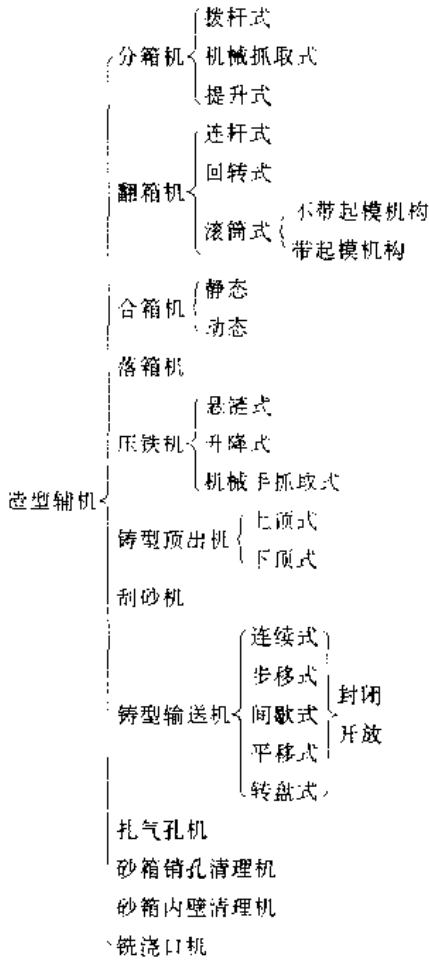 造型辅机
分箱机
拨杆式
机械抓取式
提升式
翻箱机
连杆式
回转式
滚筒式
不带起模机构
带起模机构
合箱机
静态
动态
落箱机
压铁机
悬链式
升降式
机械手抓取式
铸型顶出机
上顶式
下顶式
刮砂机
铸型输送机
连续式
步移式
间歇式
平移式
转盘式
封闭
开放
扎气孔机
砂箱销孔清理机
砂箱内壁清理机
铣浇口机